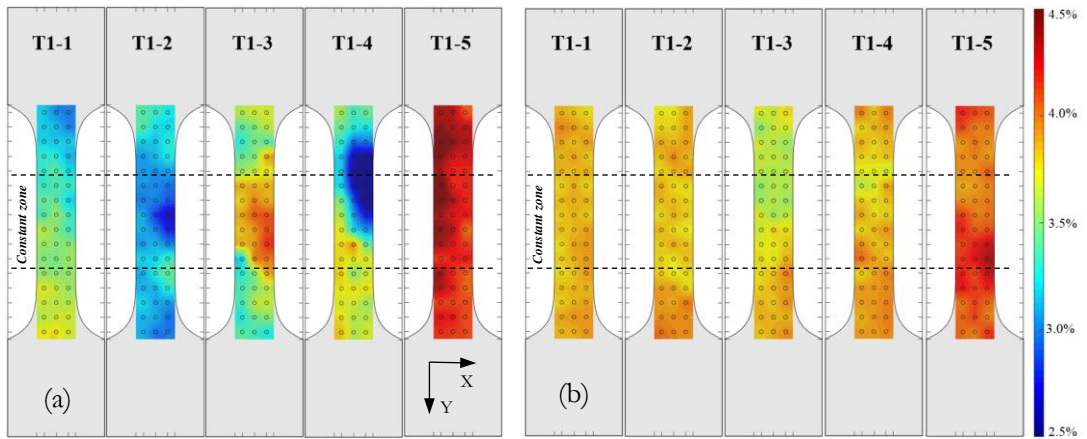 T1-1 T1-2 T1-3 T1-4 T1-5
Constant zone
X
Y
(a)
T1-1 T1-2 T1-3 T1-4 T1-5
Constant zone
(b)
4.5%
4.0%
3.5%
3.0%
2.5%